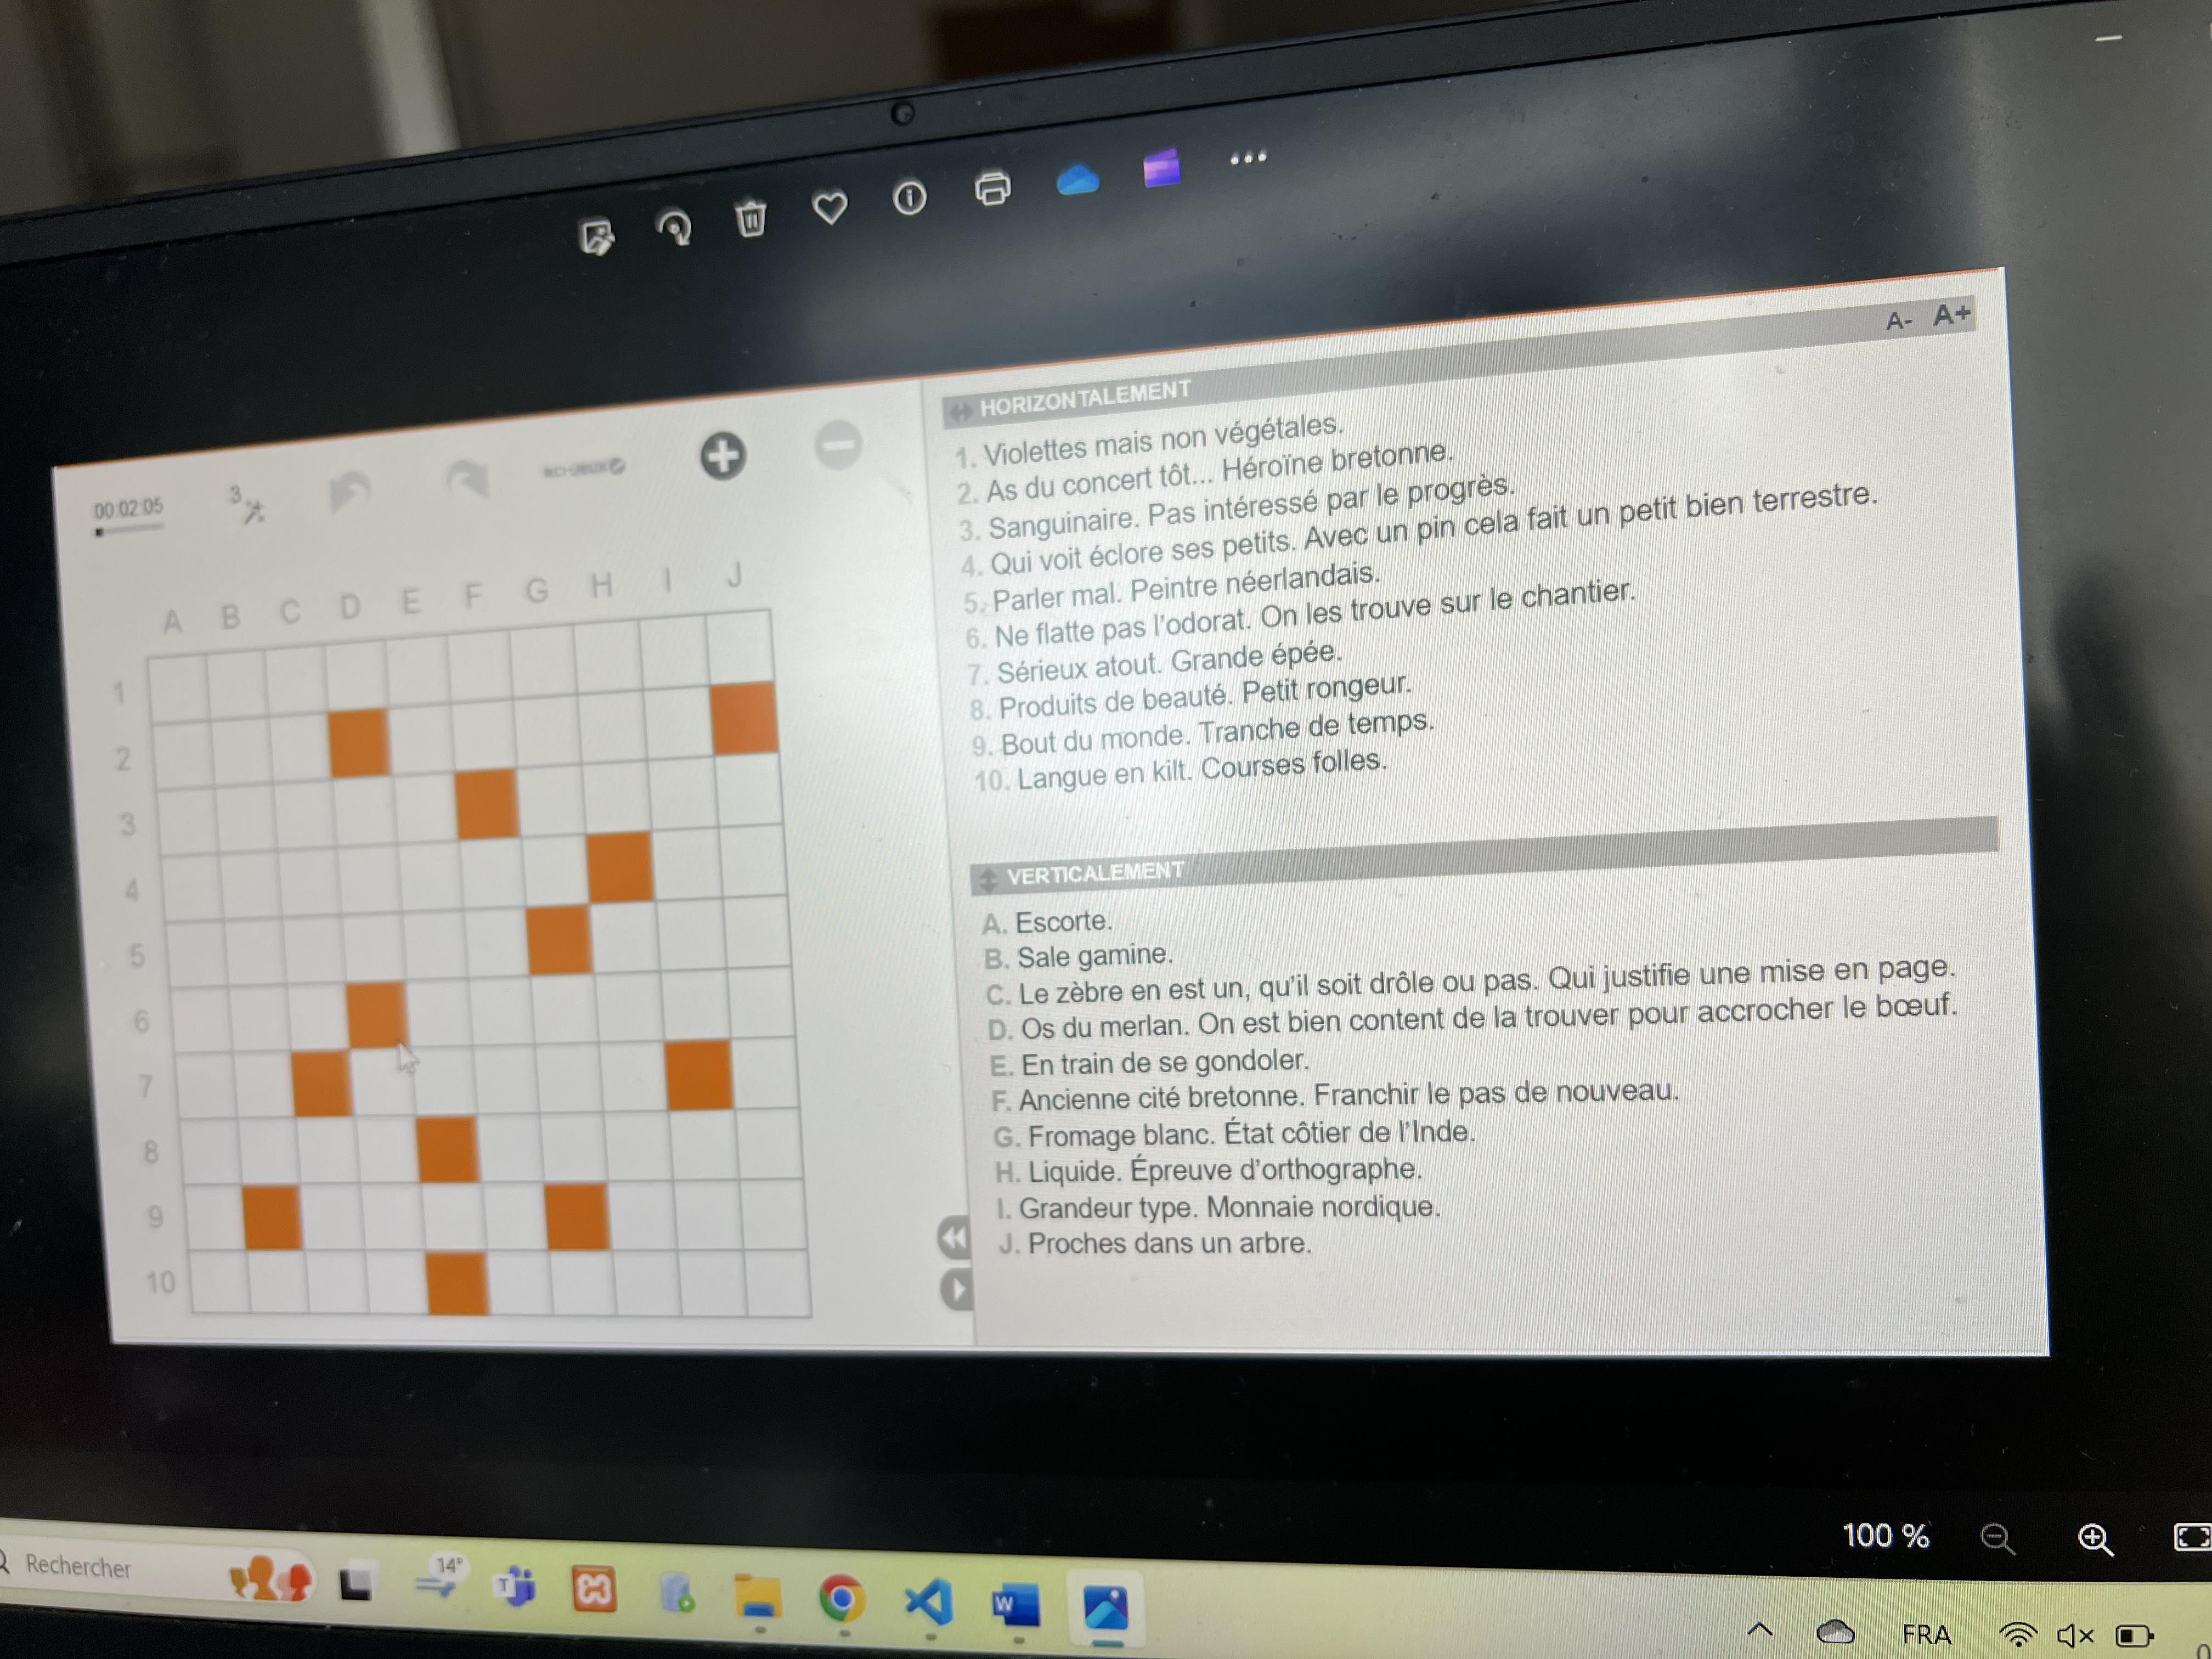 A- A+
00:02:05
3
HORIZONTALEMENT
1. Violettes mais non végétales.
2. As du concert tôt... Héroïne bretonne.
3. Sanguinaire. Pas intéressé par le progrès.
4. Qui voit éclore ses petits. Avec un pin cela fait un petit bien terrestre.
5. Parler mal. Peintre néerlandais.
6. Ne flatte pas l'odorat. On les trouve sur le chantier.
7. Sérieux atout. Grande épée.
8. Produits de beauté. Petit rongeur.
9. Bout du monde. Tranche de temps.
10. Langue en kilt. Courses folles.
A B C D E F G H I J
1
2
3
4
5
6
7
8
9
10
VERTICALEMENT
A. Escorte.
B. Sale gamine.
C. Le zèbre en est un, qu'il soit drôle ou pas. Qui justifie une mise en page.
D. Os du merlan. On est bien content de la trouver pour accrocher le bœuf.
E. En train de se gondoler.
F. Ancienne cité bretonne. Franchir le pas de nouveau.
G. Fromage blanc. État côtier de l'Inde.
H. Liquide. Épreuve d'orthographe.
I. Grandeur type. Monnaie nordique.
J. Proches dans un arbre.
100 %
Rechercher
14°
T
W
FRA